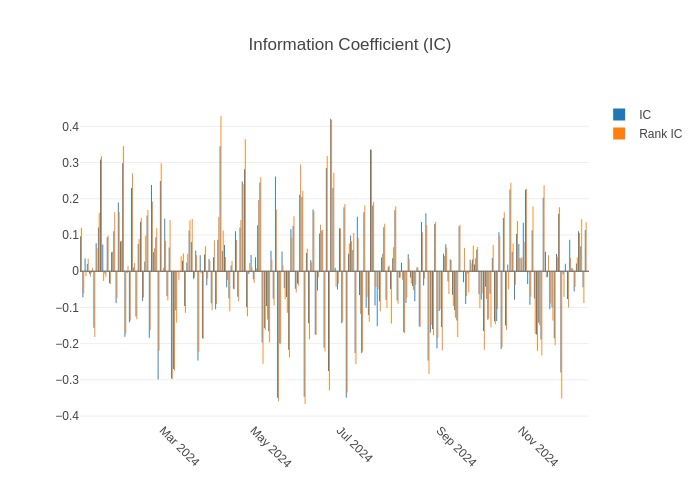 Information Coefficient (IC)
IC
Rank IC
0.4
0.3
0.2
0.1
0
−0.1
−0.2
−0.3
−0.4
Mar 2024
May 2024
Jul 2024
Sep 2024
Nov 2024